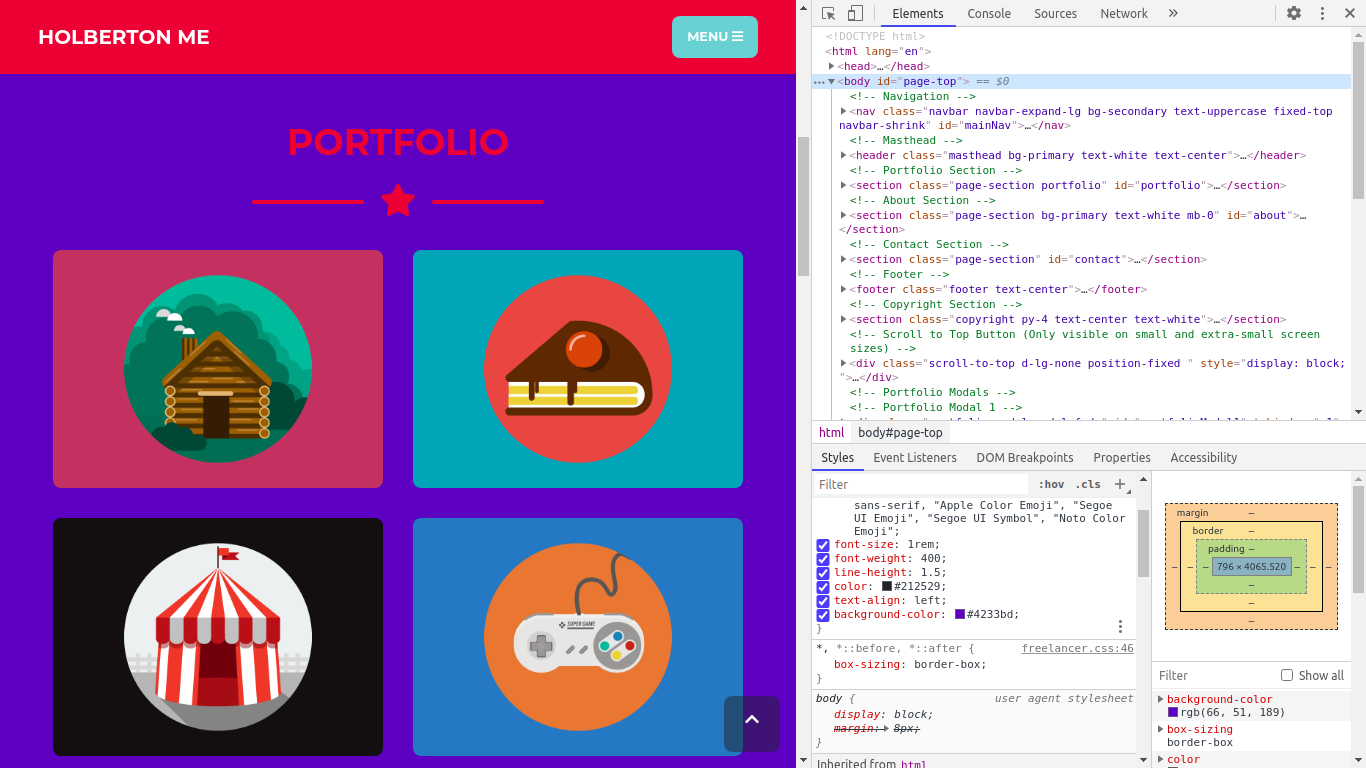 HOLBERTON ME
MENU
PORTFOLIO
SUPER GAME
Elements Console Sources Network »
<!DOCTYPE html>
<html lang="en">
<head>…</head>
<body id="page-top"> == $0
<!-- Navigation -->
<nav class="navbar navbar-expand-lg bg-secondary text-uppercase fixed-top
navbar-shrink" id="mainNav">…</nav>
<!-- Masthead -->
<header class="masthead bg-primary text-white text-center">…</header>
<!-- Portfolio Section -->
<section class="page-section portfolio" id="portfolio">…</section>
<!-- About Section -->
<section class="page-section bg-primary text-white mb-0" id="about">…
</section>
<!-- Contact Section -->
<section class="page-section" id="contact">…</section>
<!-- Footer -->
<footer class="footer text-center">…</footer>
<!-- Copyright Section -->
<section class="copyright py-4 text-center text-white">…</section>
<!-- Scroll to Top Button (Only visible on small and extra-small screen
sizes) -->
<div class="scroll-to-top d-lg-none position-fixed " style="display: block;
">…</div>
<!-- Portfolio Modals -->
<!-- Portfolio Modal 1 -->
html body#page-top
Styles Event Listeners DOM Breakpoints Properties Accessibility
Filter :hov .cls +
sans-serif, "Apple Color Emoji", "Segoe
UI Emoji", "Segoe UI Symbol", "Noto Color
Emoji";
font-size: 1rem;
font-weight: 400;
line-height: 1.5;
color: #212529;
text-align: left;
background-color: #4233bd;
}
*, *::before, *::after { freelancer.css:46
box-sizing: border-box;
}
body { user agent stylesheet
display: block;
margin: 8px;
}
Inherited from html
margin –
border –
padding –
– – – 796 × 4065.520 – – –
–
–
–
Filter Show all
background-color
rgb(66, 51, 189)
box-sizing
border-box
color